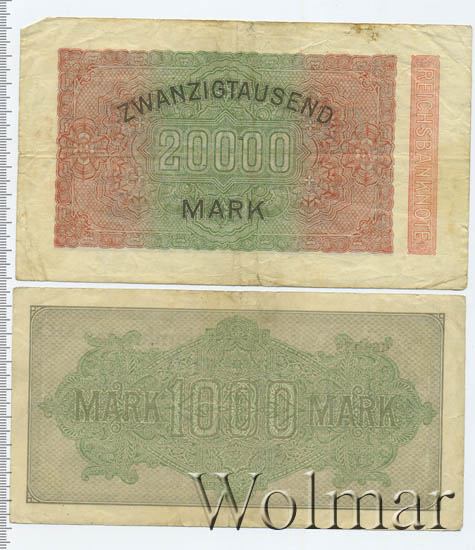 ZWANZIGTAUSEND
20000
MARK
REICHSBANKNOTE
MARK 1000 MARK
Wolmar